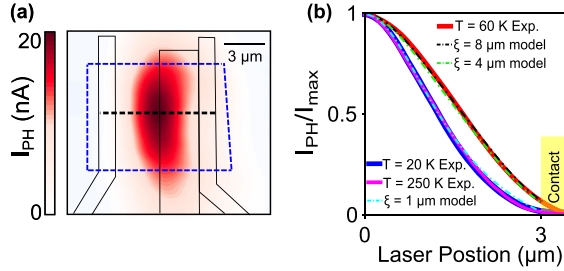 (a)
20
I_PH (nA)
0
3 µm
(b)
I_PH/I_max
1
0.5
0
T = 60 K Exp.
ξ = 8 µm model
ξ = 4 µm model
T = 20 K Exp.
T = 250 K Exp.
ξ = 1 µm model
Contact
0
3
Laser Postion (µm)